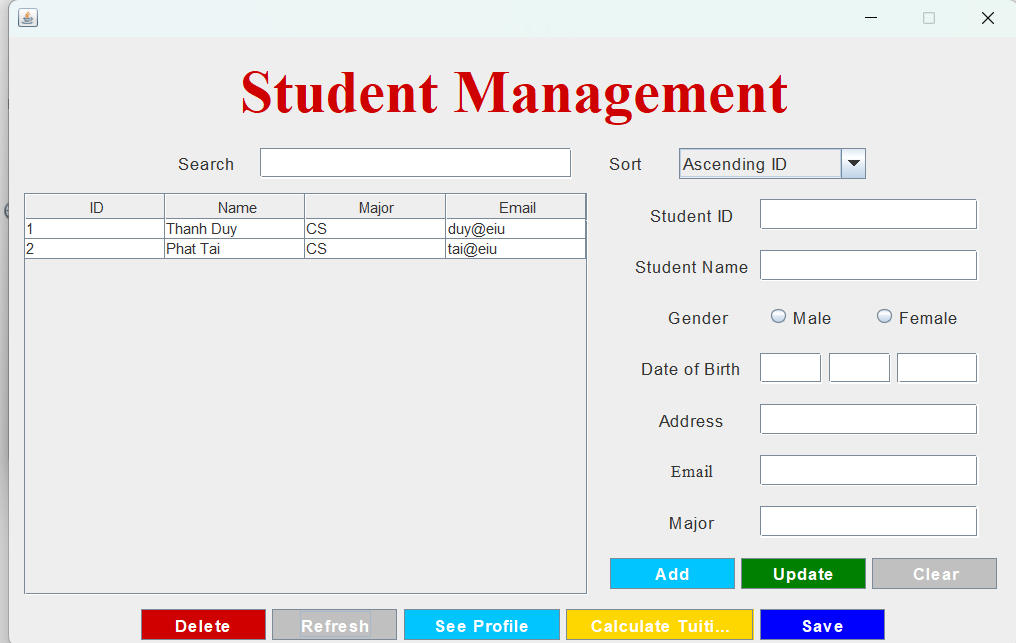 Student Management
Search Sort Ascending ID
ID Name Major Email
1 Thanh Duy CS duy@eiu
2 Phat Tai CS tai@eiu
Student ID
Student Name
Gender Male Female
Date of Birth
Address
Email
Major
Add Update Clear
Delete Refresh See Profile Calculate Tuiti... Save